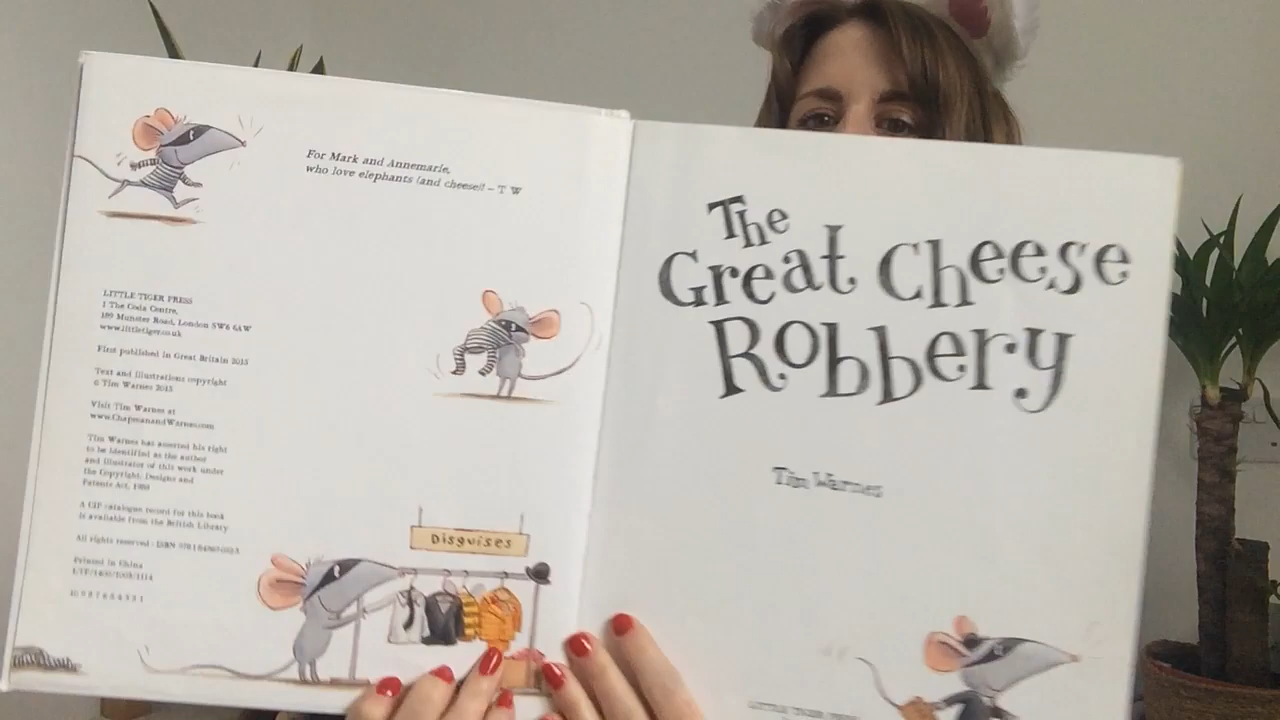 For Mark and Annemarie,
who love elephants (and cheese)! – T W
LITTLE TIGER PRESS
1 The Coda Centre,
189 Munster Road, London SW6 6AW
www.littletiger.co.uk
First published in Great Britain 2015
Text and illustrations copyright
© Tim Warnes 2015
Visit Tim Warnes at
www.ChapmanandWarnes.com
Tim Warnes has asserted his right
to be identified as the author
and illustrator of this work under
the Copyright, Designs and
Patents Act, 1988
A CIP catalogue record for this book
is available from the British Library
All rights reserved · ISBN
Printed in China
Disguises
The
Great Cheese
Robbery
Tim Warnes
LITTLE TIGER PRESS